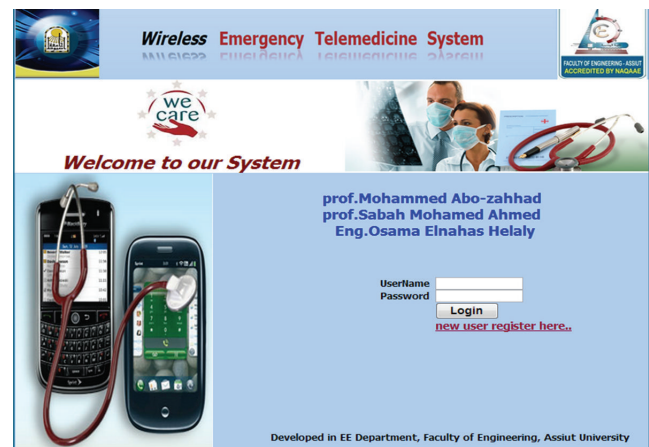 Wireless Emergency Telemedicine System
FACULTY OF ENGINEERING - ASSIUT
ACCREDITED BY NAQAAE
we
care
Welcome to our System
prof.Mohammed Abo-zahhad
prof.Sabah Mohamed Ahmed
Eng.Osama Elnahas Helaly
UserName
Password
Login
new user register here..
Developed in EE Department, Faculty of Engineering, Assiut University